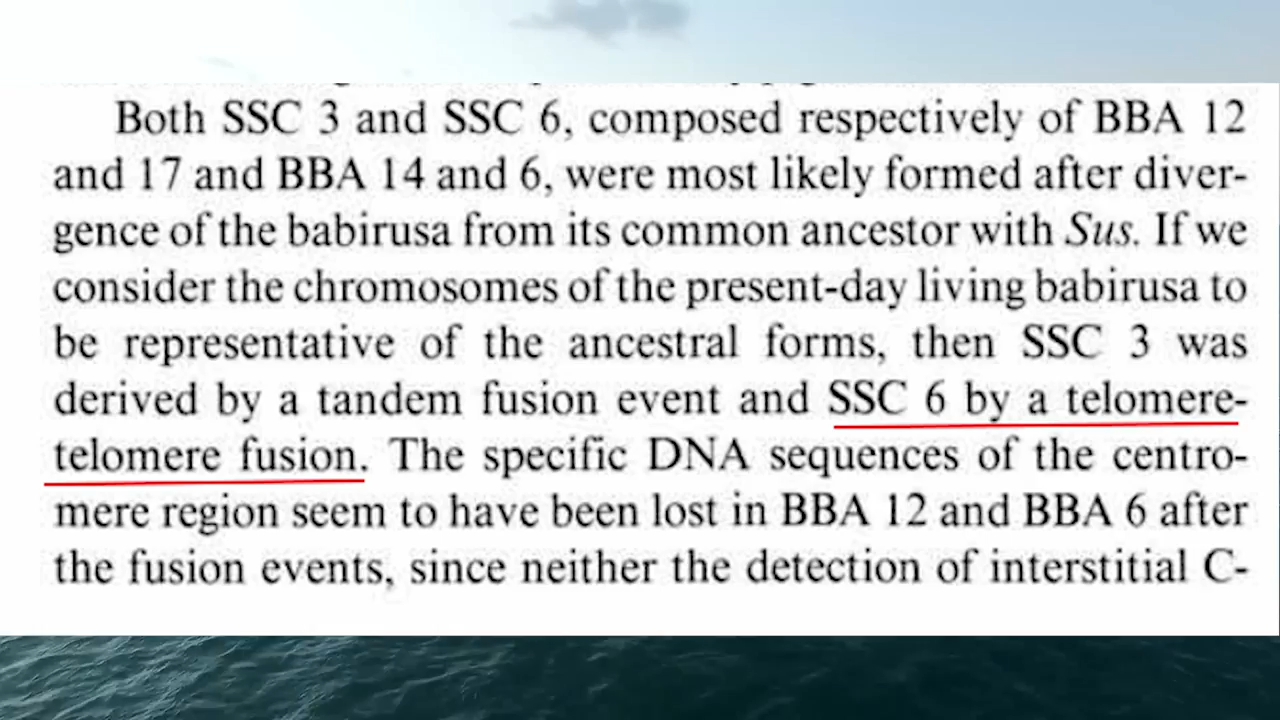 Both SSC 3 and SSC 6, composed respectively of BBA 12
and 17 and BBA 14 and 6, were most likely formed after diver-
gence of the babirusa from its common ancestor with Sus. If we
consider the chromosomes of the present-day living babirusa to
be representative of the ancestral forms, then SSC 3 was
derived by a tandem fusion event and SSC 6 by a telomere-
telomere fusion. The specific DNA sequences of the centro-
mere region seem to have been lost in BBA 12 and BBA 6 after
the fusion events, since neither the detection of interstitial C-